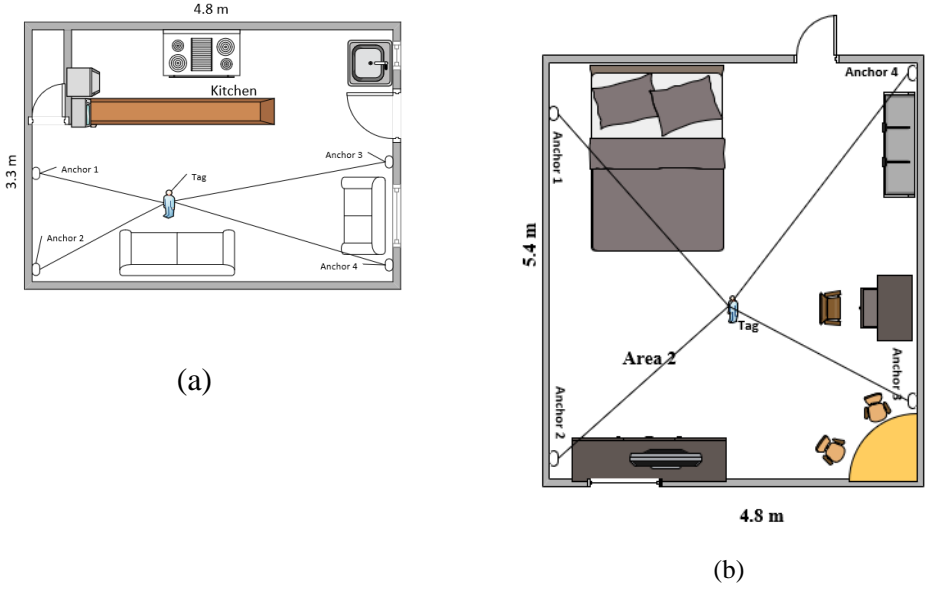 4.8 m
Kitchen
3.3 m
Anchor 1
Anchor 3
Tag
Anchor 2
Anchor 4
(a)
Anchor 4
Anchor 1
5.4 m
Tag
Area 2
Anchor 3
Anchor 2
4.8 m
(b)